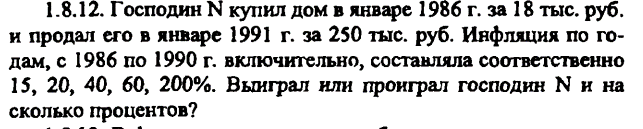 1.8.12. Господин N купил дом в январе 1986 г. за 18 тыс. руб.
и продал его в январе 1991 г. за 250 тыс. руб. Инфляция по го-
дам, с 1986 по 1990 г. включительно, составляла соответственно
15, 20, 40, 60, 200%. Выиграл или проиграл господин N и на
сколько процентов?